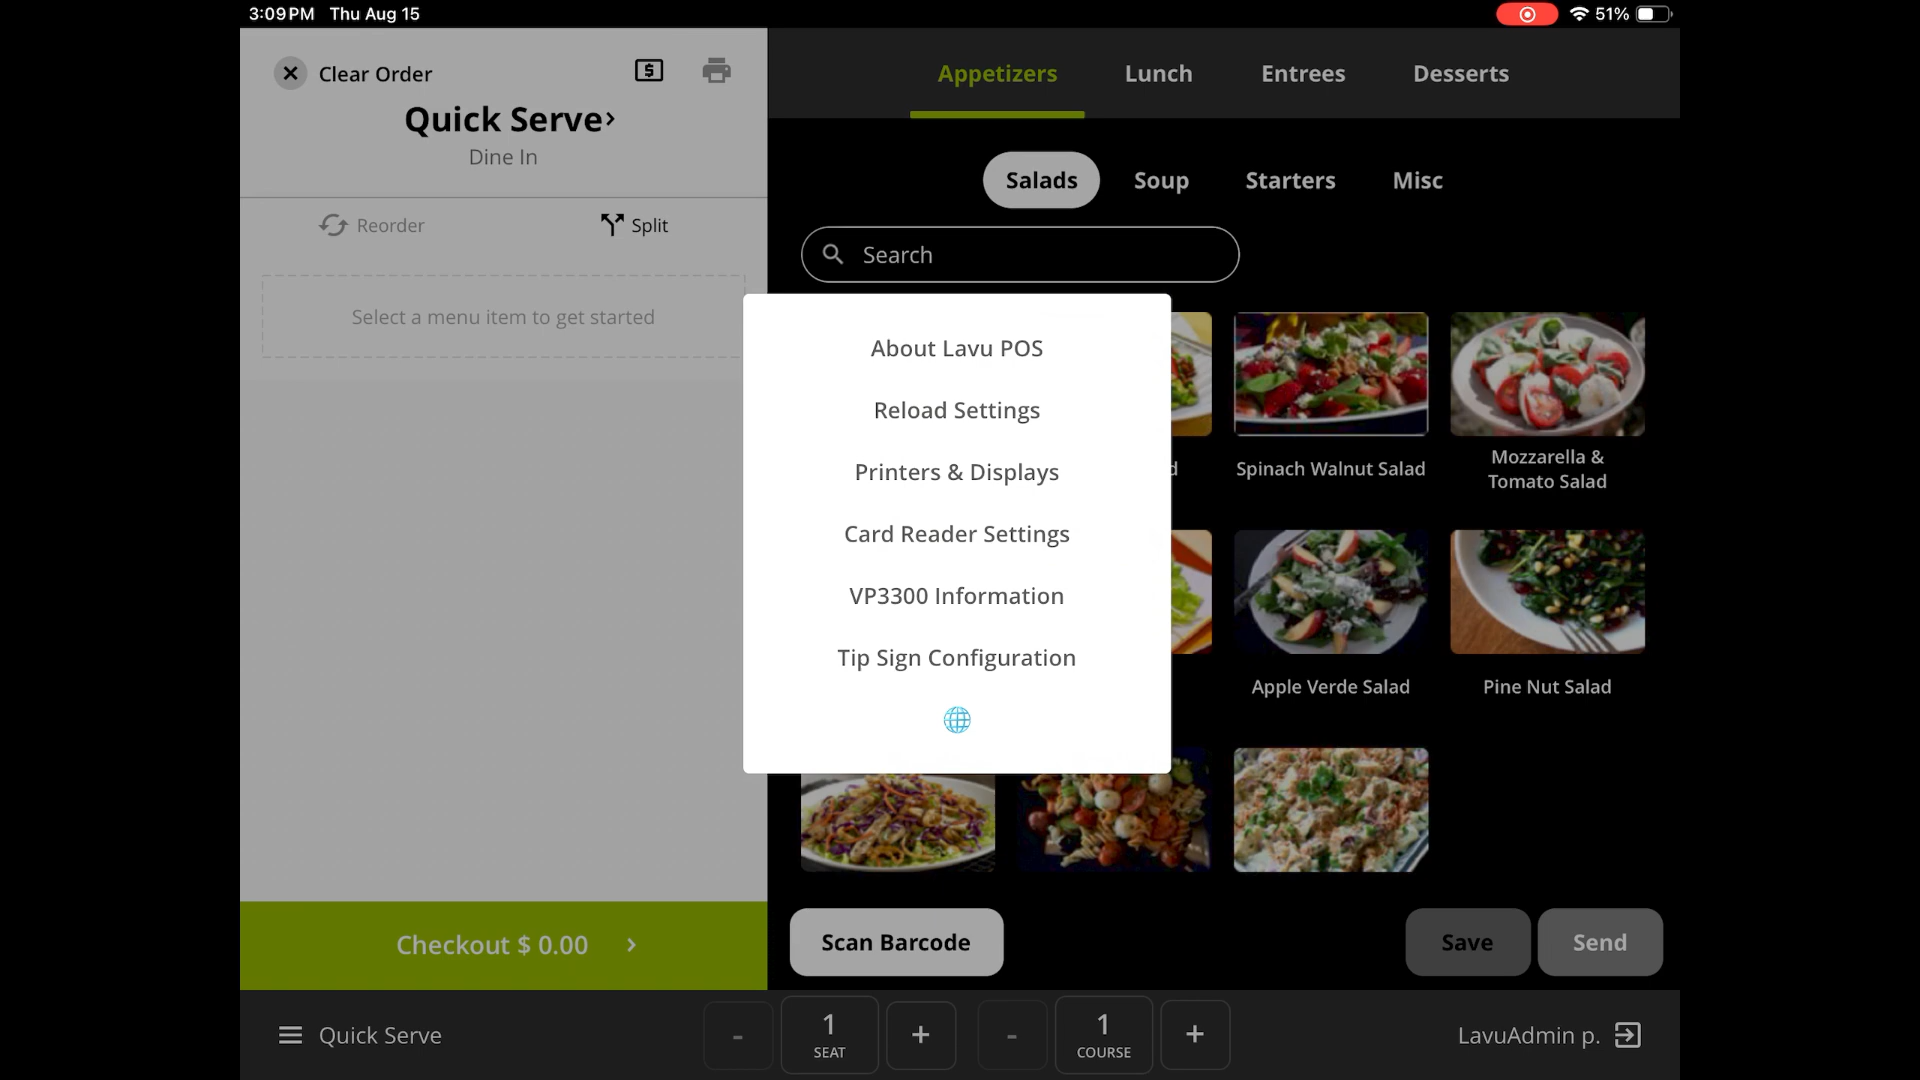 3:09 PM Thu Aug 15
51%
Clear Order
Quick Serve
Dine In
Reorder
Split
Select a menu item to get started
Checkout $ 0.00
Appetizers
Lunch
Entrees
Desserts
Salads
Soup
Starters
Misc
Search
About Lavu POS
Reload Settings
Printers & Displays
Card Reader Settings
VP3300 Information
Tip Sign Configuration
d
Spinach Walnut Salad
Mozzarella &
Tomato Salad
Apple Verde Salad
Pine Nut Salad
Scan Barcode
Save
Send
Quick Serve
-
1
SEAT
+
-
1
COURSE
+
LavuAdmin p.